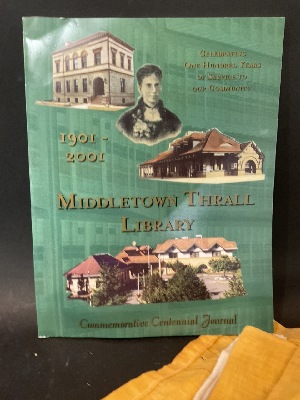 Celebrating
One Hundred Years
of Service to
our Community
1901 -
2001
Middletown Thrall
Library
Commemorative Centennial Journal